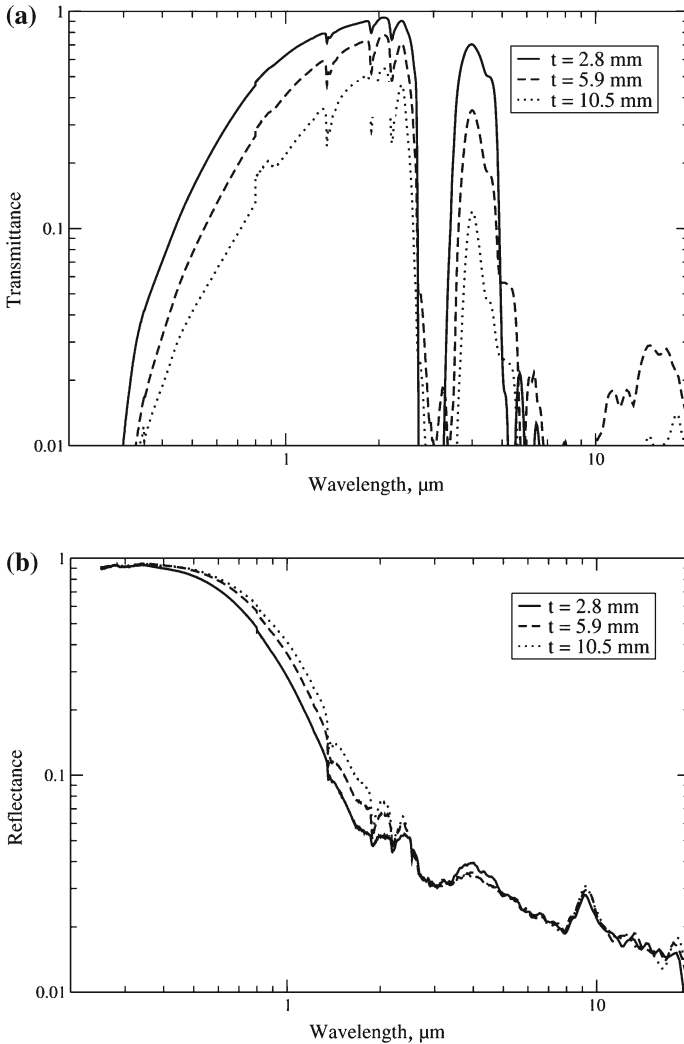 (a)
1
t = 2.8 mm
t = 5.9 mm
t = 10.5 mm
0.1
Transmittance
0.01
1
10
Wavelength, μm
(b)
1
t = 2.8 mm
t = 5.9 mm
t = 10.5 mm
0.1
Reflectance
0.01
1
10
Wavelength, μm